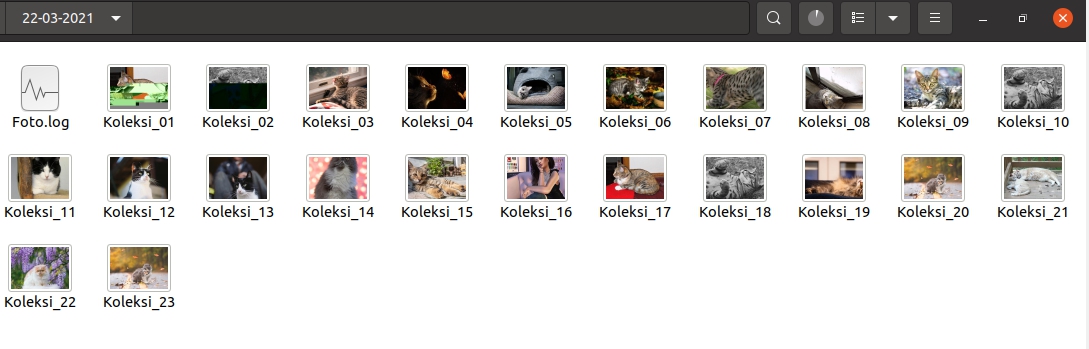 22-03-2021
Foto.log Koleksi_01 Koleksi_02 Koleksi_03 Koleksi_04 Koleksi_05 Koleksi_06 Koleksi_07 Koleksi_08 Koleksi_09 Koleksi_10
Koleksi_11 Koleksi_12 Koleksi_13 Koleksi_14 Koleksi_15 Koleksi_16 Koleksi_17 Koleksi_18 Koleksi_19 Koleksi_20 Koleksi_21
Koleksi_22 Koleksi_23